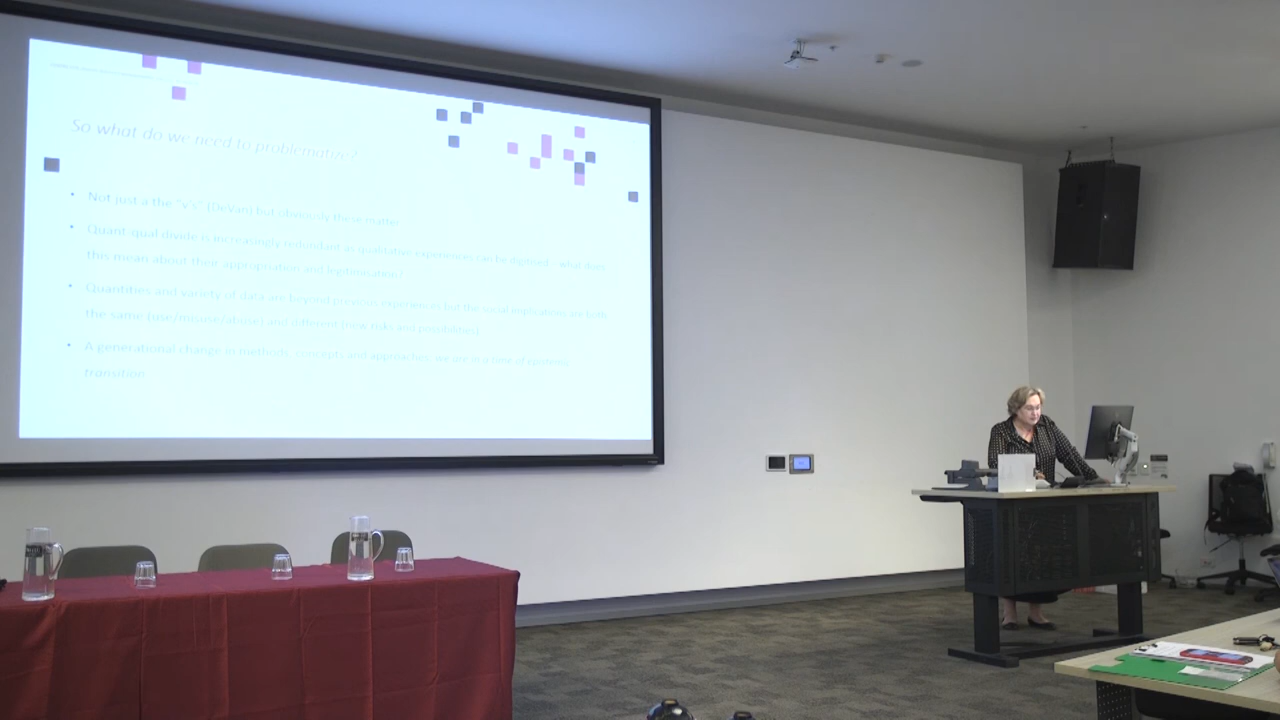 So what do we need to problematize?
• Not just a the "v's" (DeVan) but obviously these matter
• Quant-qual divide is increasingly redundant as qualitative experiences can be digitised - what does
this mean about their appropriation and legitimisation?
• Quantities and variety of data are beyond previous experiences but the social implications are both
the same (use/misuse/abuse) and different (new risks and possibilities)
• A generational change in methods, concepts and approaches, we are in a time of epistemic
transition